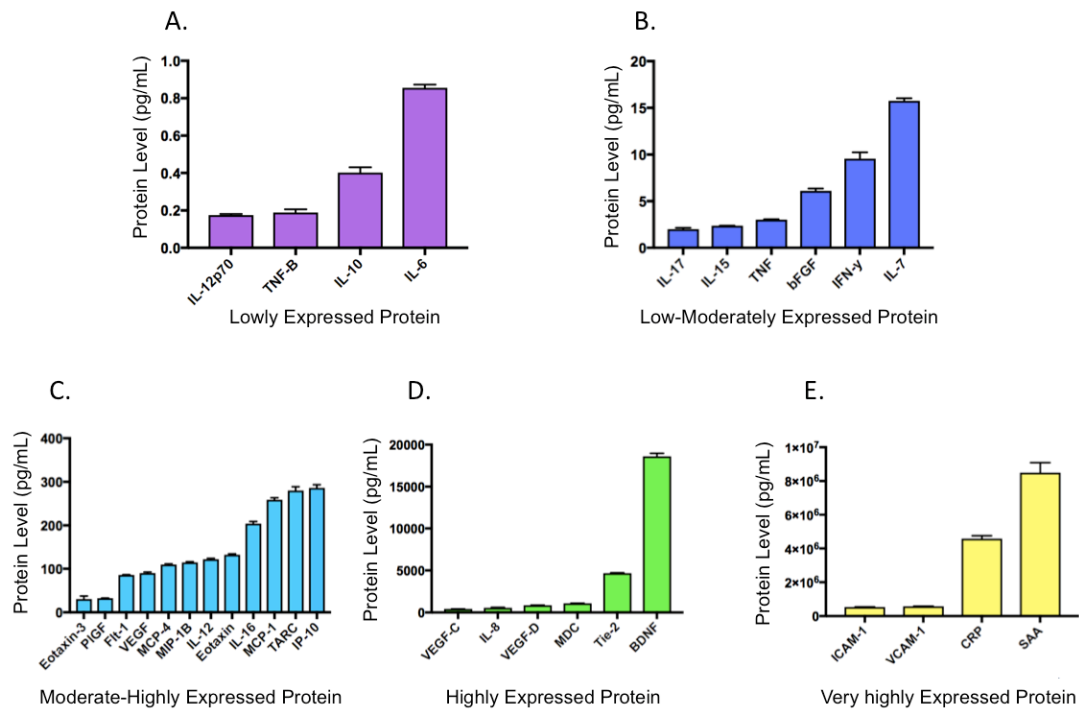 A.
Protein Level (pg/mL)
1.0
0.8
0.6
0.4
0.2
0.0
IL-12p70
TNF-B
IL-10
IL-6
Lowly Expressed Protein
B.
Protein Level (pg/mL)
20
15
10
5
0
IL-17
IL-15
TNF
bFGF
IFN-y
IL-7
Low-Moderately Expressed Protein
C.
Protein Level (pg/mL)
400
300
200
100
0
Eotaxin-3
PlGF
Flt-1
VEGF
MCP-4
MIP-1B
IL-12
Eotaxin
IL-16
MCP-1
TARC
IP-10
Moderate-Highly Expressed Protein
D.
Protein Level (pg/mL)
20000
15000
10000
5000
0
VEGF-C
IL-8
VEGF-D
MDC
Tie-2
BDNF
Highly Expressed Protein
E.
Protein Level (pg/mL)
1×10⁷
8×10⁶
6×10⁶
4×10⁶
2×10⁶
0
ICAM-1
VCAM-1
CRP
SAA
Very highly Expressed Protein